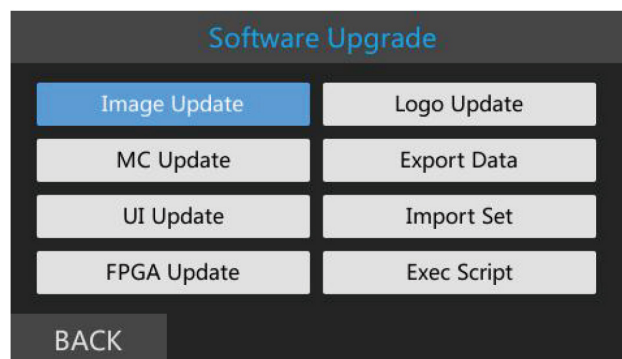 Software Upgrade
Image Update
Logo Update
MC Update
Export Data
UI Update
Import Set
FPGA Update
Exec Script
BACK